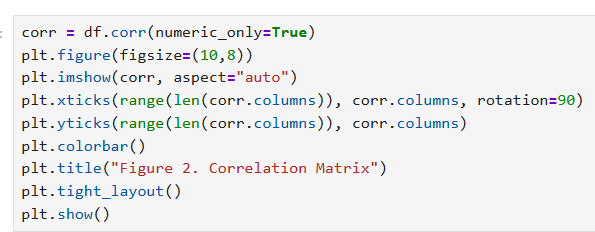 corr = df.corr(numeric_only=True)
plt.figure(figsize=(10,8))
plt.imshow(corr, aspect="auto")
plt.xticks(range(len(corr.columns)), corr.columns, rotation=90)
plt.yticks(range(len(corr.columns)), corr.columns)
plt.colorbar()
plt.title("Figure 2. Correlation Matrix")
plt.tight_layout()
plt.show()